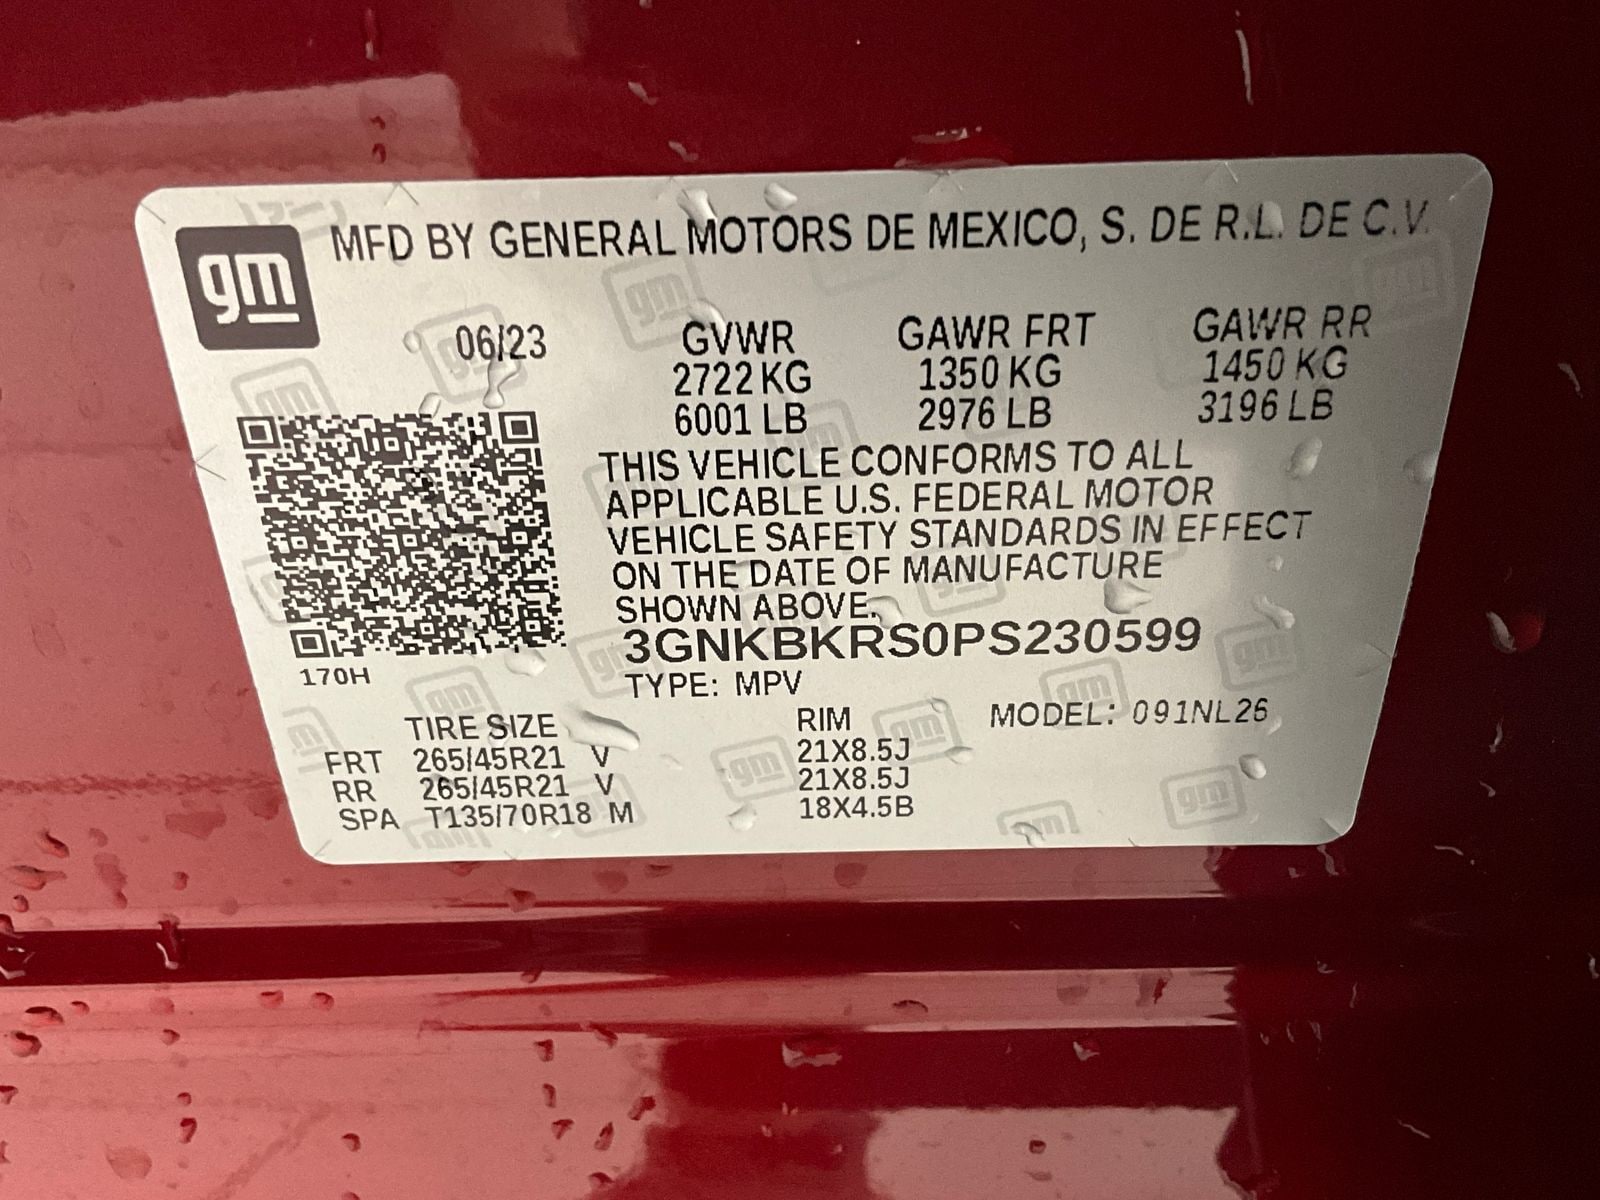 gm MFD BY GENERAL MOTORS DE MEXICO, S. DE R.L. DE C.V.
06/23 GVWR GAWR FRT GAWR RR
2722 KG 1350 KG 1450 KG
6001 LB 2976 LB 3196 LB
THIS VEHICLE CONFORMS TO ALL
APPLICABLE U.S. FEDERAL MOTOR
VEHICLE SAFETY STANDARDS IN EFFECT
ON THE DATE OF MANUFACTURE
SHOWN ABOVE.
3GNKBKRS0PS230599
170H
TYPE: MPV
TIRE SIZE RIM MODEL: 091NL26
FRT 265/45R21 V 21X8.5J
RR 265/45R21 V 21X8.5J
SPA T135/70R18 M 18X4.5B